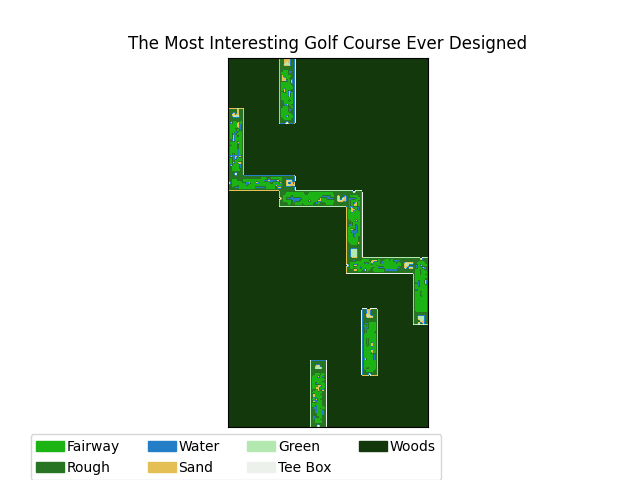 The Most Interesting Golf Course Ever Designed
Fairway Water Green Woods
Rough Sand Tee Box